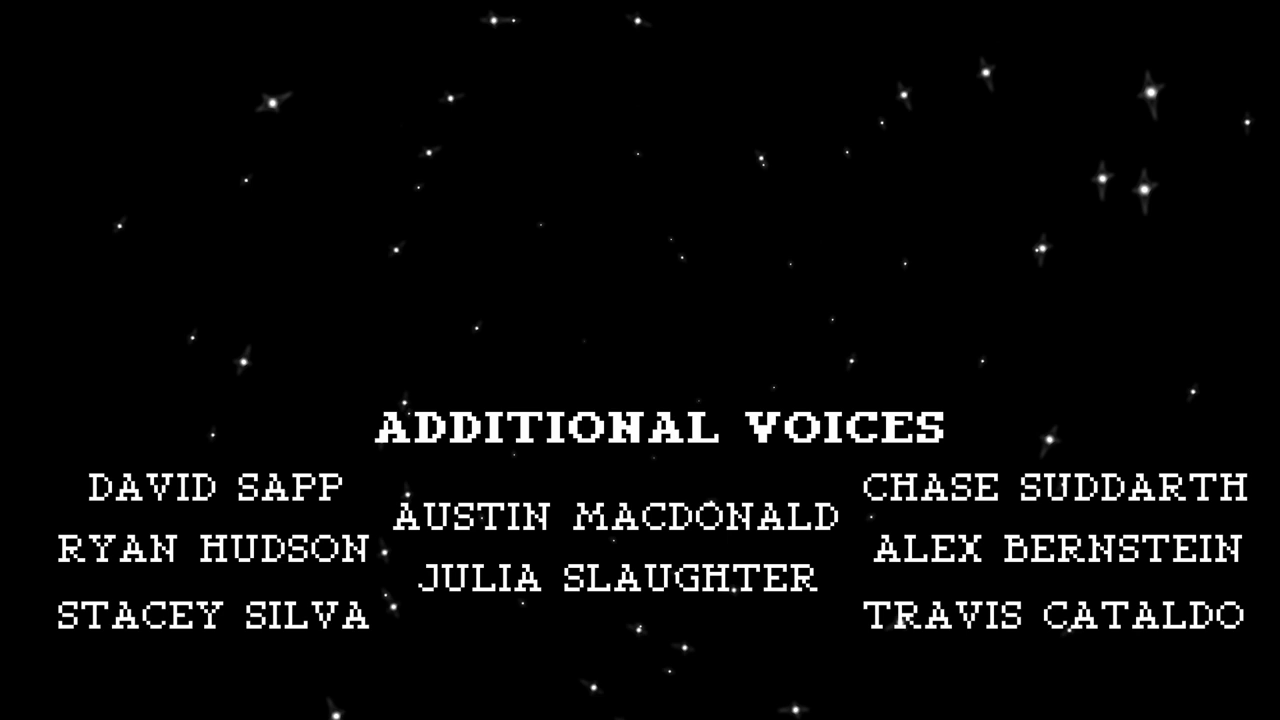 ADDITIONAL VOICES
DAVID SAPP
RYAN HUDSON
STACEY SILVA
AUSTIN MACDONALD
JULIA SLAUGHTER
CHASE SUDDARTH
ALEX BERNSTEIN
TRAVIS CATALDO